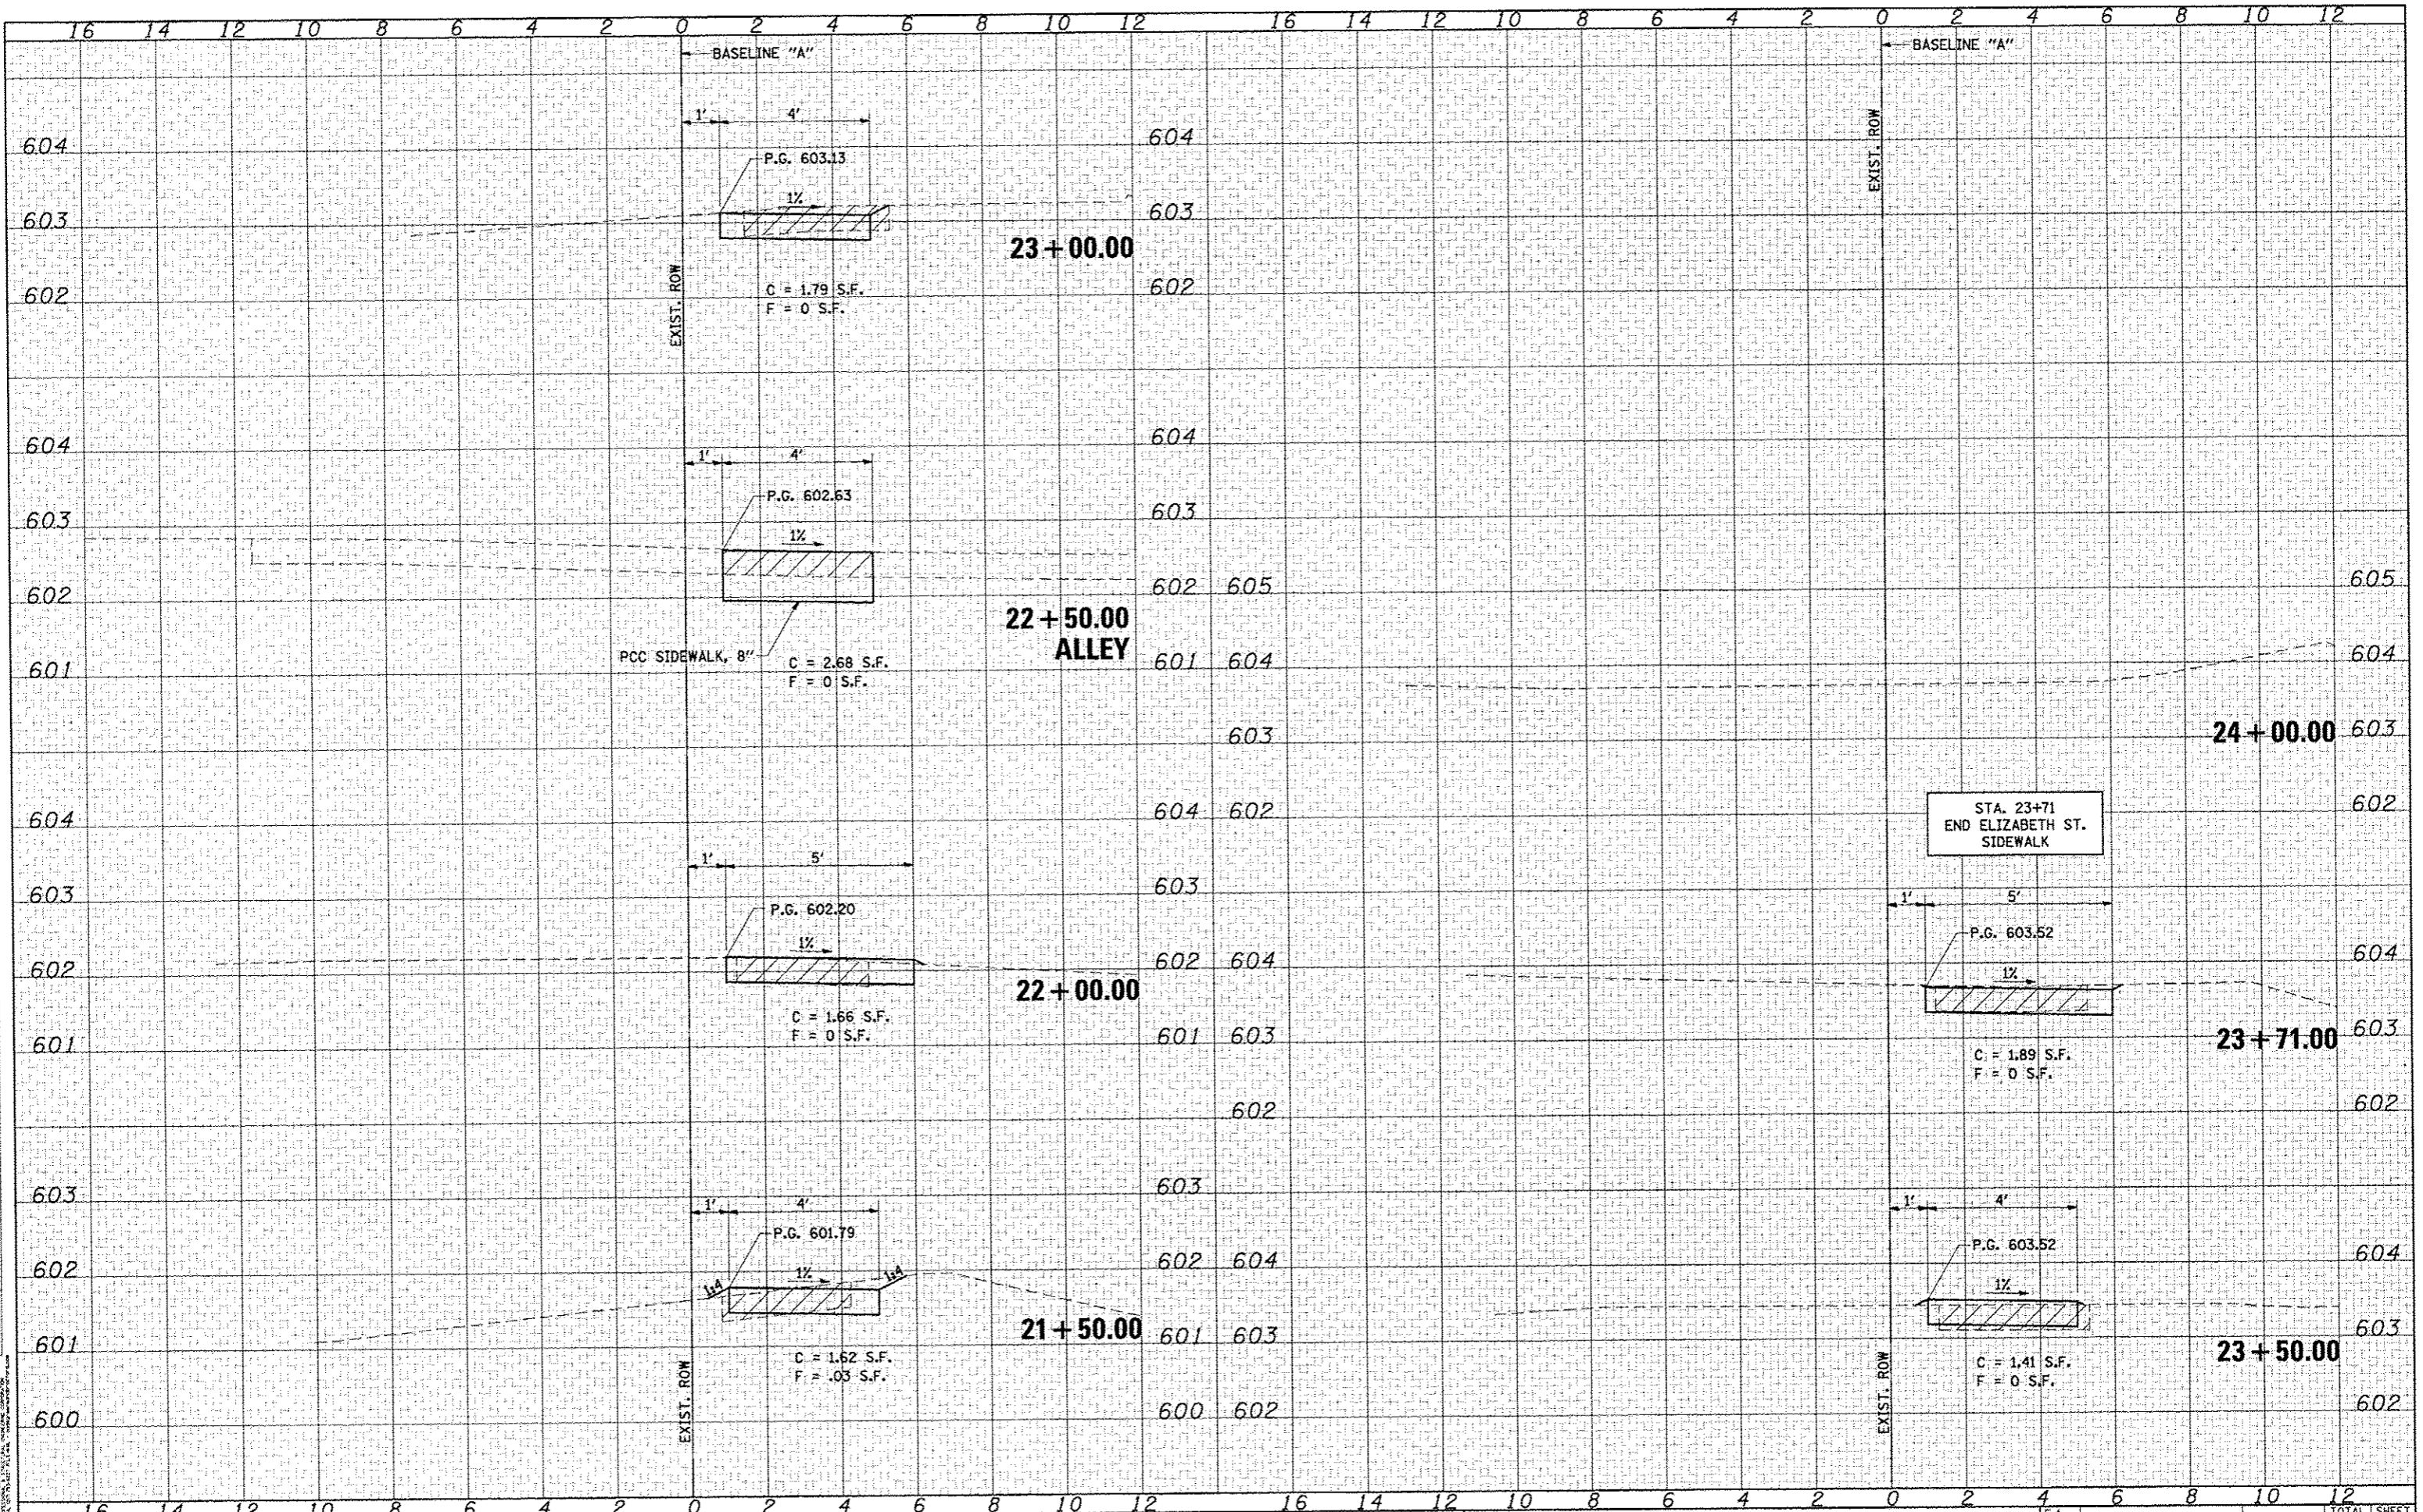 16 14 12 10 8 6 4 2 0 2 4 6 8 10 12 16 14 12 10 8 6 4 2 0 2 4 6 8 10 12
BASELINE "A"
1' 4'
P.G. 603.13
1%
604 604
603 603
23+00.00
EXIST. ROW
C = 1.79 S.F.
F = 0 S.F.
602 602
604 604
1' 4'
P.G. 602.63
603 603
1%
602 602
22+50.00
ALLEY
PCC SIDEWALK, 8"
C = 2.68 S.F.
F = 0 S.F.
601 601
604 604
1' 5'
603 603
P.G. 602.20
1%
602 602
22+00.00
C = 1.66 S.F.
F = 0 S.F.
601 601
603 603
1' 4'
P.G. 601.79
602 602
1:4 1% 1:4
21+50.00
601 601
C = 1.62 S.F.
F = .03 S.F.
EXIST. ROW
600 600
BASELINE "A"
EXIST. ROW
605 605
604 604
24+00.00
603 603
602 602
STA. 23+71
END ELIZABETH ST.
SIDEWALK
1' 5'
P.G. 603.52
604 604
1%
603 603
23+71.00
C = 1.89 S.F.
F = 0 S.F.
602 602
1' 4'
P.G. 603.52
604 604
1%
603 603
23+50.00
C = 1.41 S.F.
F = 0 S.F.
EXIST. ROW
602 602
16 14 12 10 8 6 4 2 0 2 4 6 8 10 12 16 14 12 10 8 6 4 2 0 2 4 6 8 10 12
TOTAL SHEET